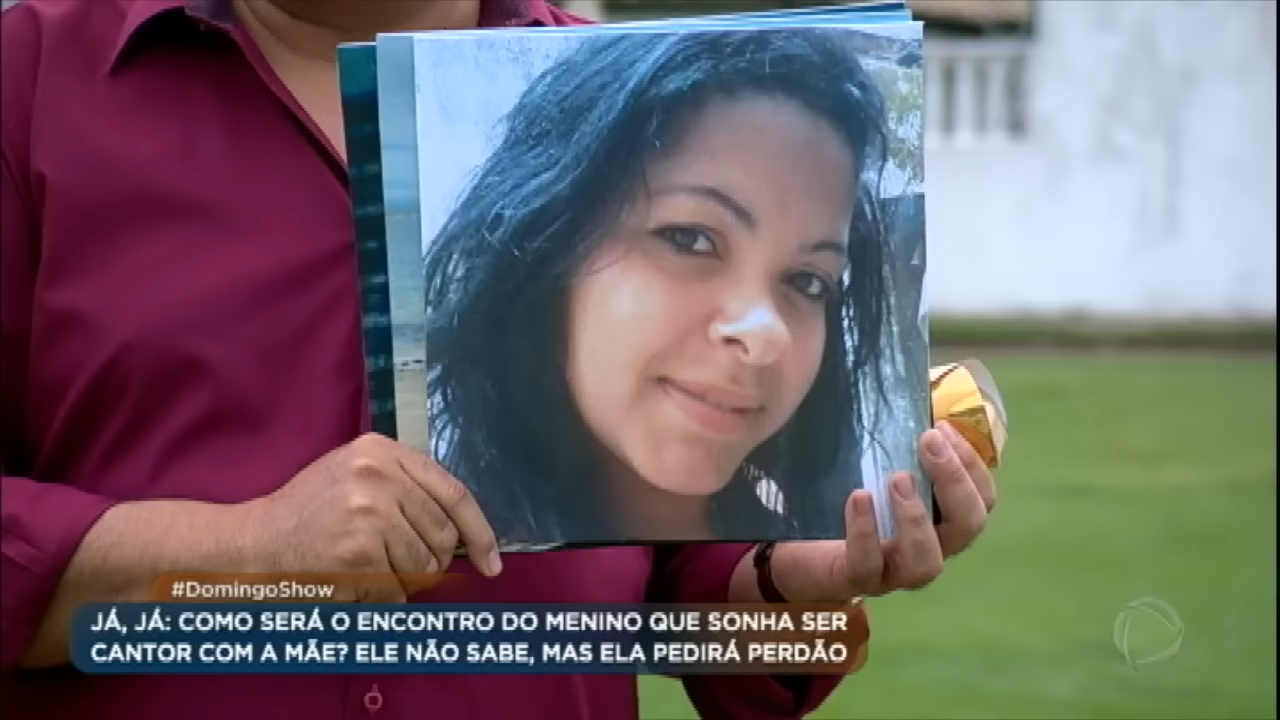 #DomingoShow
JÁ, JÁ: COMO SERÁ O ENCONTRO DO MENINO QUE SONHA SER
CANTOR COM A MÃE? ELE NÃO SABE, MAS ELA PEDIRÁ PERDÃO